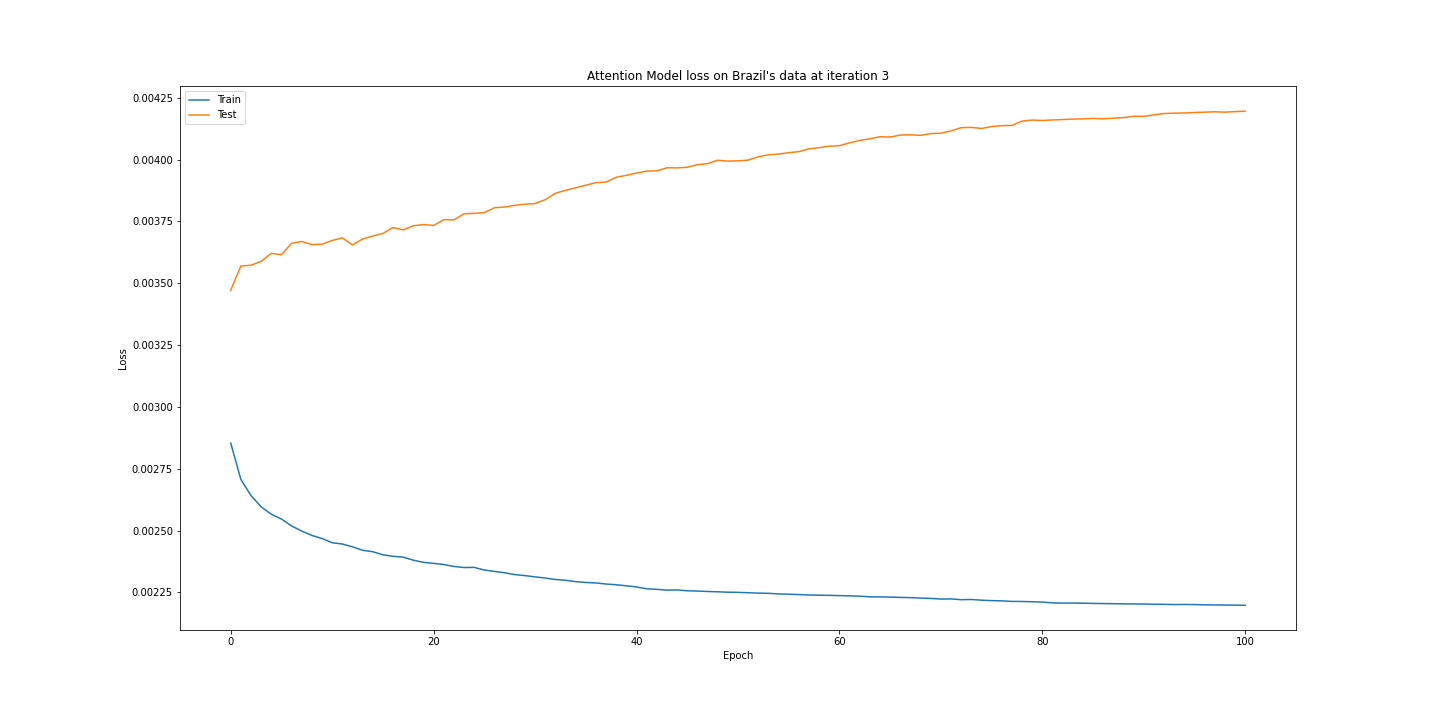 Attention Model loss on Brazil's data at iteration 3
Train
Test
0.00425
0.00400
0.00375
0.00350
0.00325
0.00300
0.00275
0.00250
0.00225
Loss
0 20 40 60 80 100
Epoch